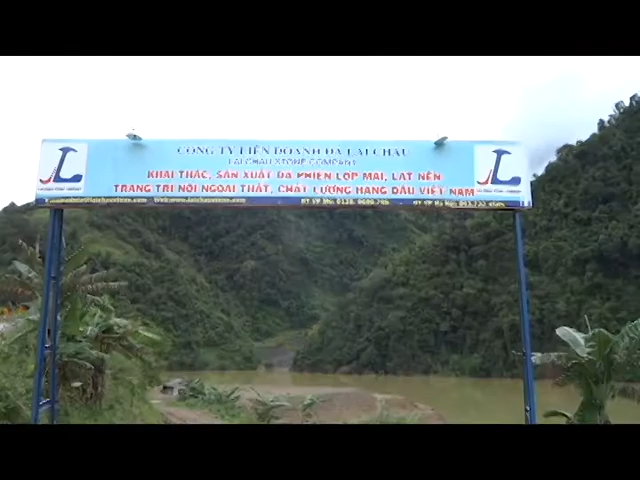 CÔNG TY LIÊN DOANH ĐÁ LAI CHÂU
LAI CHAU STONE COMPANY
KHAI THÁC, SẢN XUẤT ĐÁ PHIẾN LỢP MÁI, LÁT NỀN
TRANG TRÍ NỘI NGOẠI THẤT, CHẤT LƯỢNG HÀNG ĐẦU VIỆT NAM